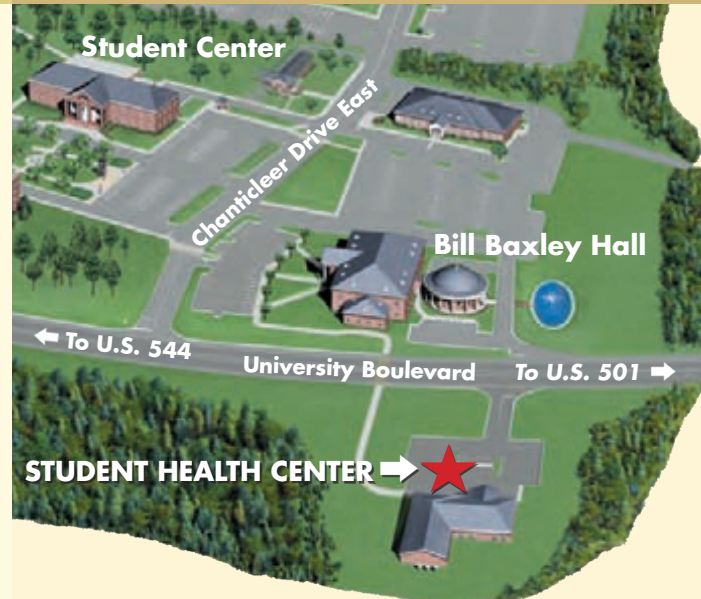 Student Center
Chanticleer Drive East
Bill Baxley Hall
To U.S. 544
University Boulevard
To U.S. 501
STUDENT HEALTH CENTER